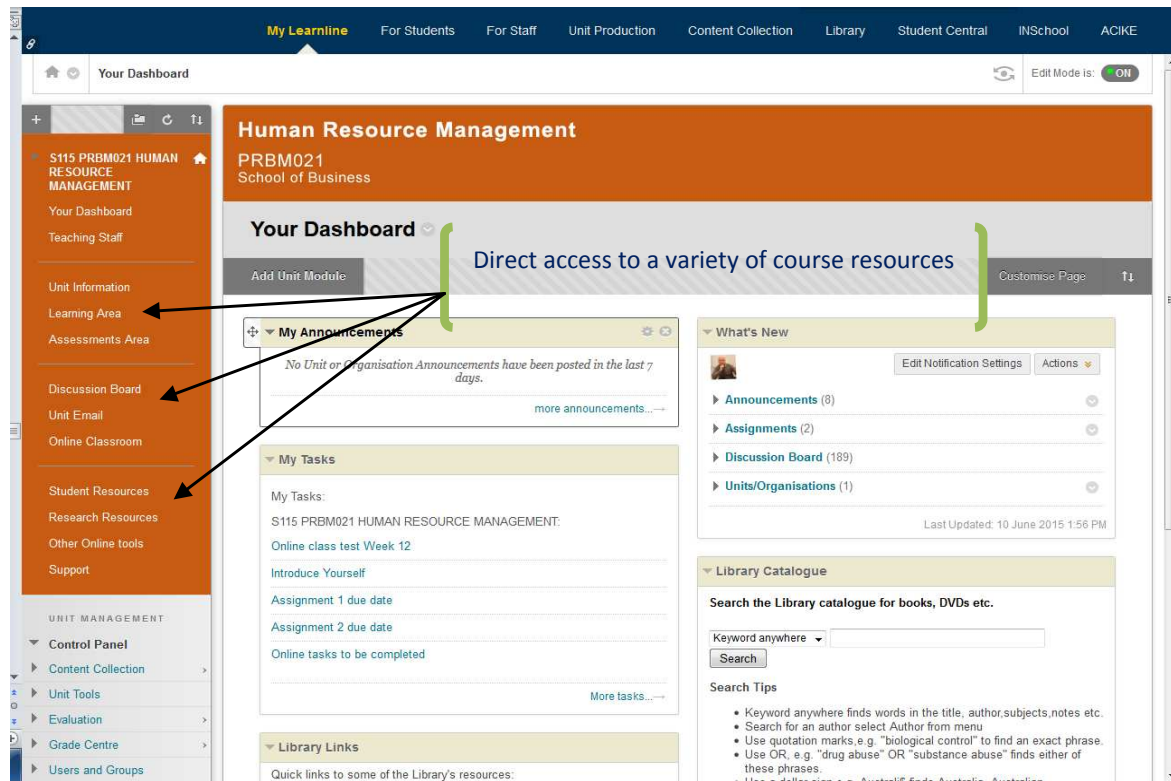 My Learnline For Students For Staff Unit Production Content Collection Library Student Central INSchool ACIKE
Your Dashboard
Edit Mode is: ON
S115 PRBM021 HUMAN
RESOURCE
MANAGEMENT
Your Dashboard
Teaching Staff
Unit Information
Learning Area
Assessments Area
Discussion Board
Unit Email
Online Classroom
Student Resources
Research Resources
Other Online tools
Support
UNIT MANAGEMENT
Control Panel
Content Collection
Unit Tools
Evaluation
Grade Centre
Users and Groups
Human Resource Management
PRBM021
School of Business
Your Dashboard
Direct access to a variety of course resources
Add Unit Module
Customise Page
My Announcements
No Unit or Organisation Announcements have been posted in the last 7
days.
more announcements...→
My Tasks
My Tasks:
S115 PRBM021 HUMAN RESOURCE MANAGEMENT:
Online class test Week 12
Introduce Yourself
Assignment 1 due date
Assignment 2 due date
Online tasks to be completed
More tasks...→
Library Links
Quick links to some of the Library's resources:
What's New
Edit Notification Settings Actions
Announcements (8)
Assignments (2)
Discussion Board (189)
Units/Organisations (1)
Last Updated: 10 June 2015 1:56 PM
Library Catalogue
Search the Library catalogue for books, DVDs etc.
Keyword anywhere
Search
Search Tips
• Keyword anywhere finds words in the title, author,subjects,notes etc.
• Search for an author select Author from menu
• Use quotation marks,e.g. "biological control" to find an exact phrase.
• Use OR, e.g. "drug abuse" OR "substance abuse" finds either of
these phrases.